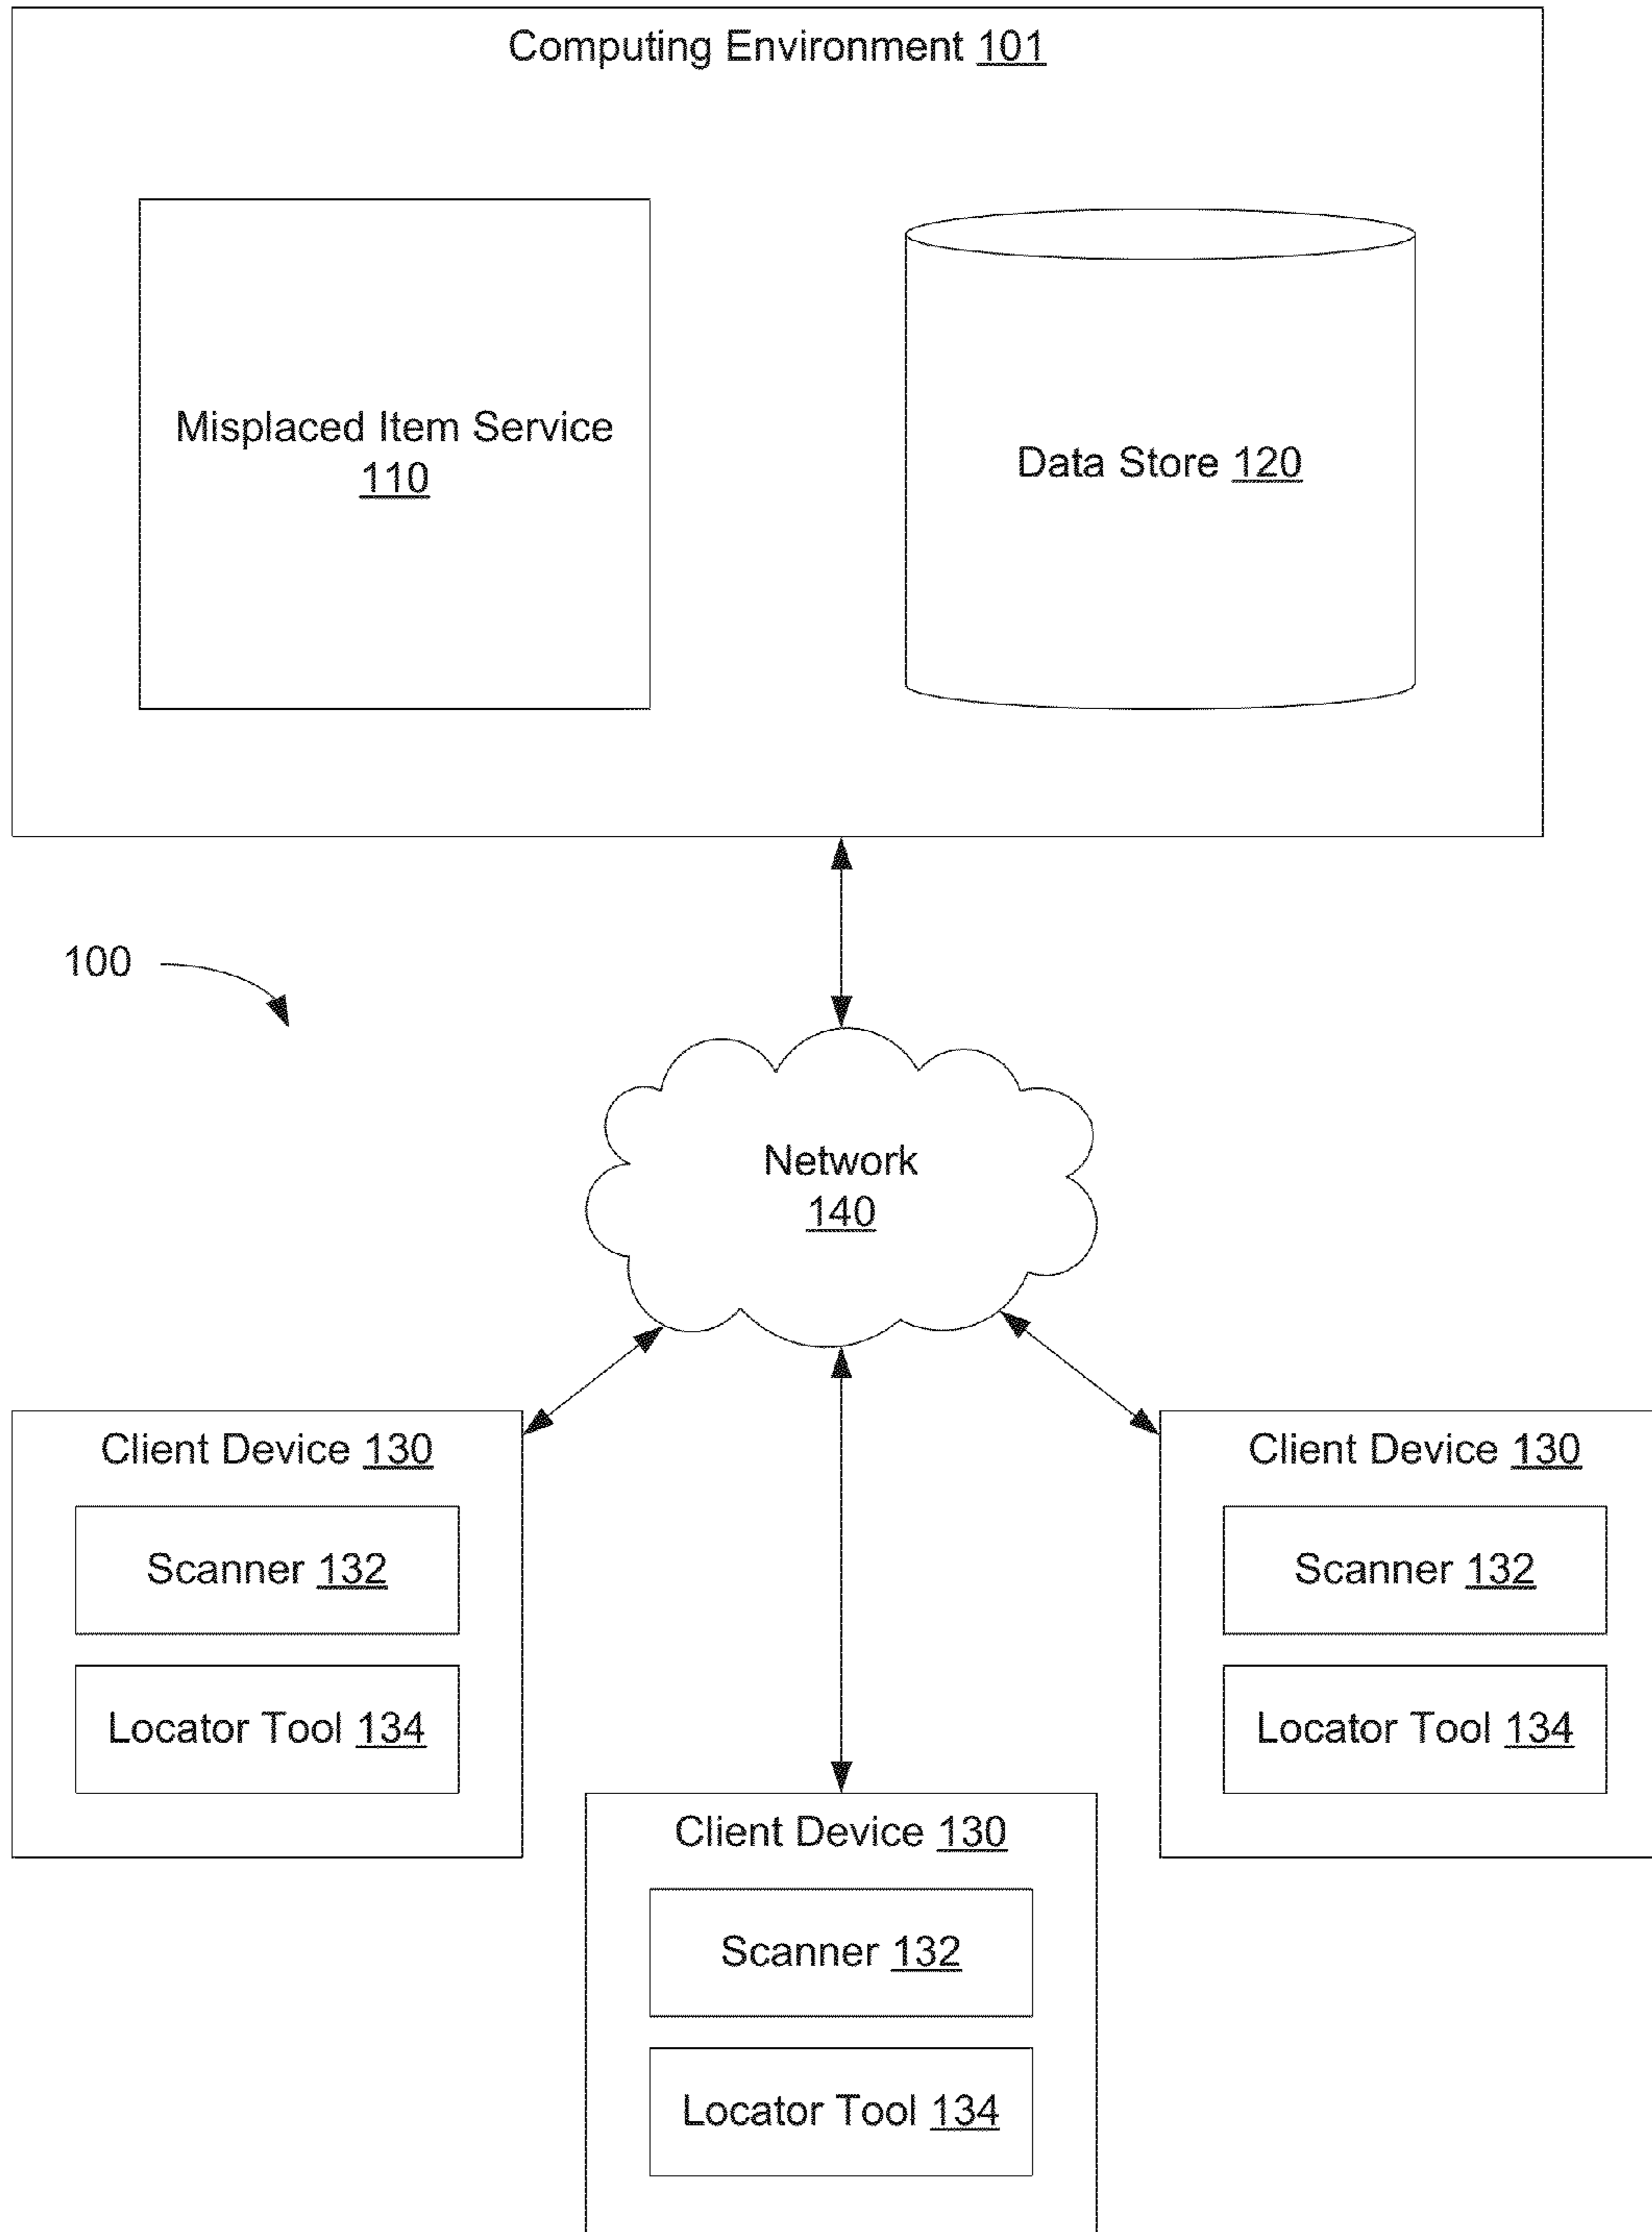 Computing Environment 101
Misplaced Item Service
110
Data Store 120
100
Network
140
Client Device 130
Scanner 132
Locator Tool 134
Client Device 130
Scanner 132
Locator Tool 134
Client Device 130
Scanner 132
Locator Tool 134